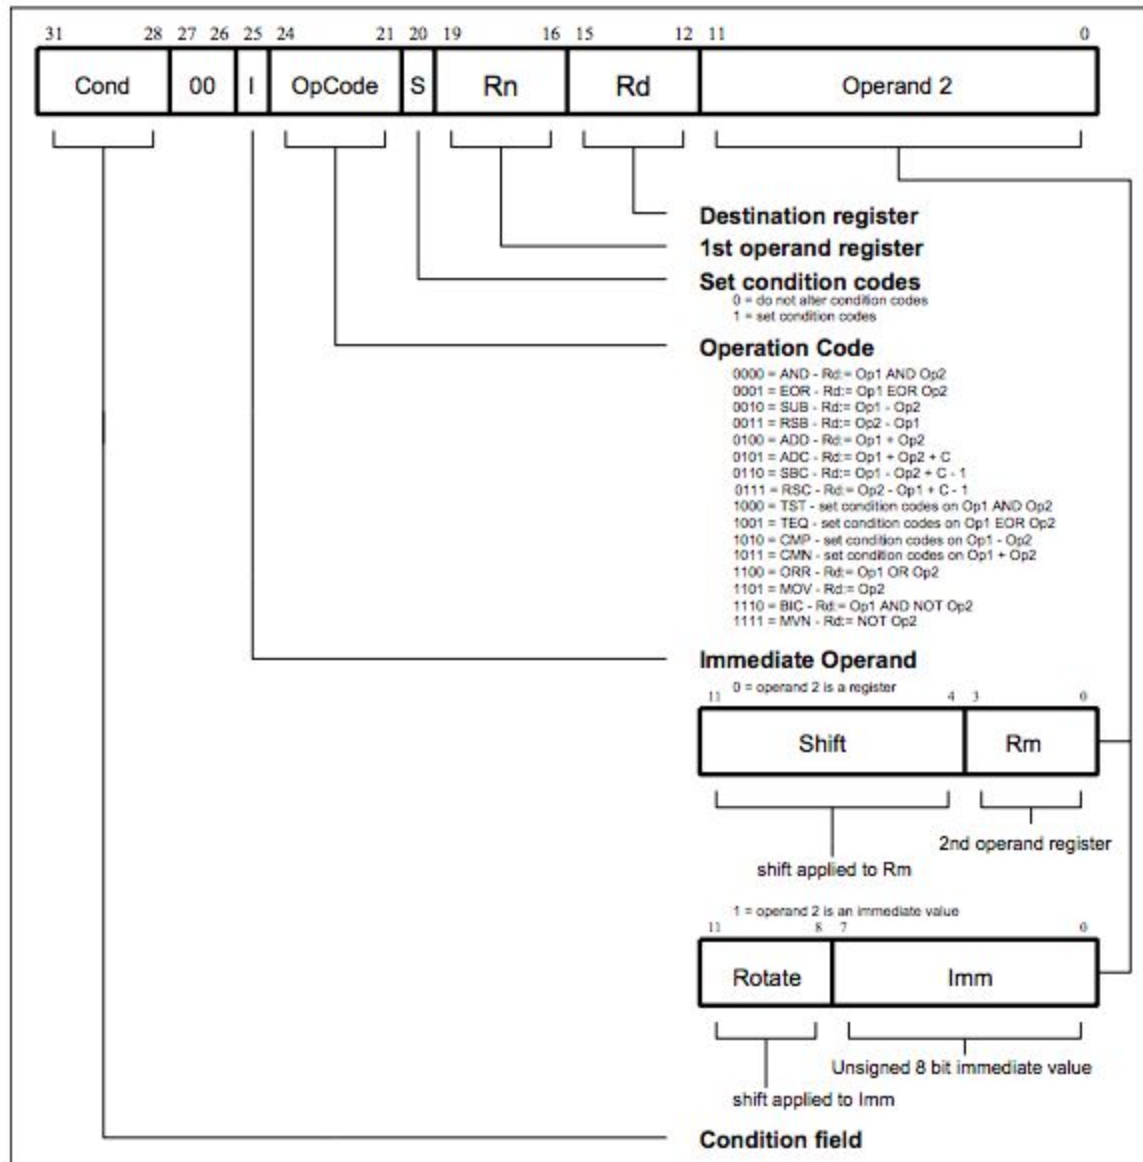 31 28 27 26 25 24 21 20 19 16 15 12 11 0
Cond 00 I OpCode S Rn Rd Operand 2
Destination register
1st operand register
Set condition codes
0 = do not alter condition codes
1 = set condition codes
Operation Code
0000 = AND - Rd:= Op1 AND Op2
0001 = EOR - Rd:= Op1 EOR Op2
0010 = SUB - Rd:= Op1 - Op2
0011 = RSB - Rd:= Op2 - Op1
0100 = ADD - Rd:= Op1 + Op2
0101 = ADC - Rd:= Op1 + Op2 + C
0110 = SBC - Rd:= Op1 - Op2 + C - 1
0111 = RSC - Rd:= Op2 - Op1 + C - 1
1000 = TST - set condition codes on Op1 AND Op2
1001 = TEQ - set condition codes on Op1 EOR Op2
1010 = CMP - set condition codes on Op1 - Op2
1011 = CMN - set condition codes on Op1 + Op2
1100 = ORR - Rd:= Op1 OR Op2
1101 = MOV - Rd:= Op2
1110 = BIC - Rd:= Op1 AND NOT Op2
1111 = MVN - Rd:= NOT Op2
Immediate Operand
0 = operand 2 is a register
11 4 3 0
Shift Rm
2nd operand register
shift applied to Rm
1 = operand 2 is an immediate value
11 8 7 0
Rotate Imm
Unsigned 8 bit immediate value
shift applied to Imm
Condition field